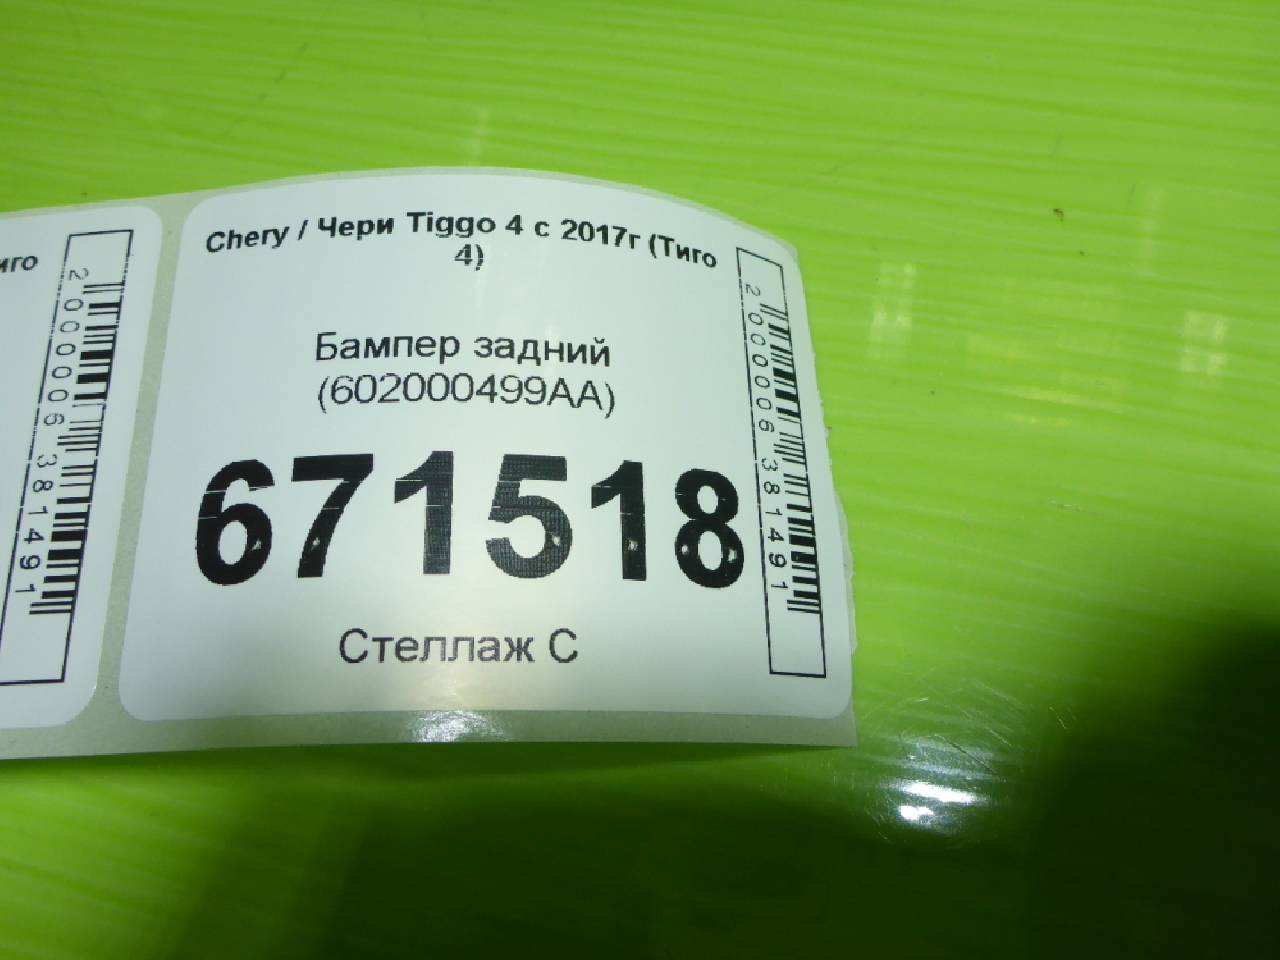 Chery / Чери Tiggo 4 с 2017г (Тиго
4)
Бампер задний
(602000499AA)
671518
Стеллаж С
2000006381491
иго
2000006381491